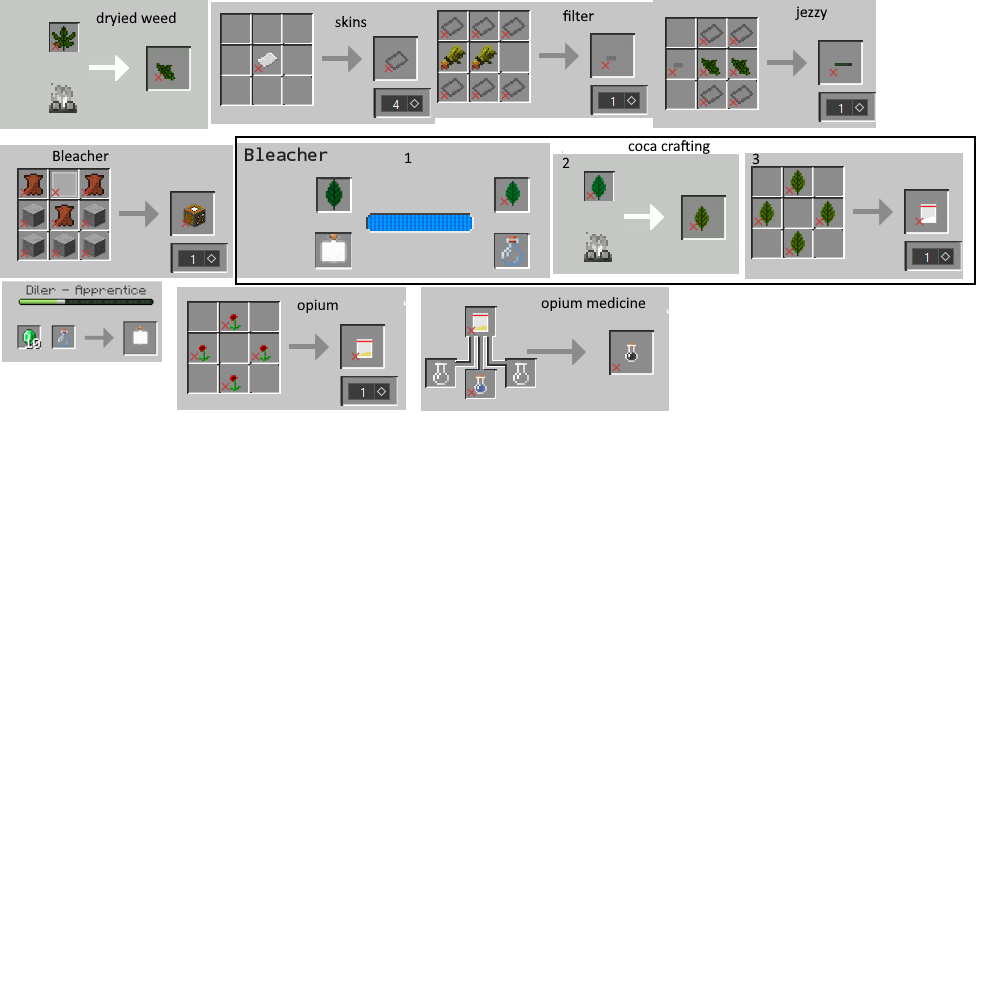 dryied weed
skins
4
filter
1
jezzy
1
Bleacher
1
Bleacher
1
coca crafting
2
3
1
Diler - Apprentice
10
opium
1
opium medicine